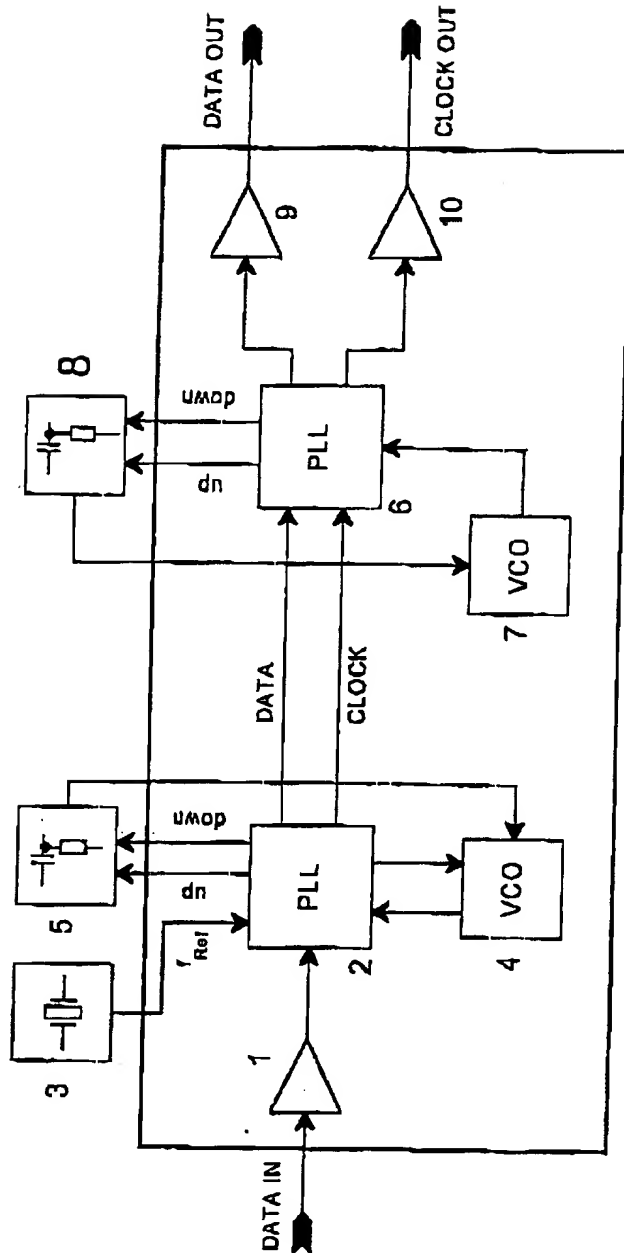 DATA IN
1
3
f Ref
5
up
down
PLL
2
VCO
4
DATA
CLOCK
8
up
down
PLL
6
VCO
7
9
10
DATA OUT
CLOCK OUT